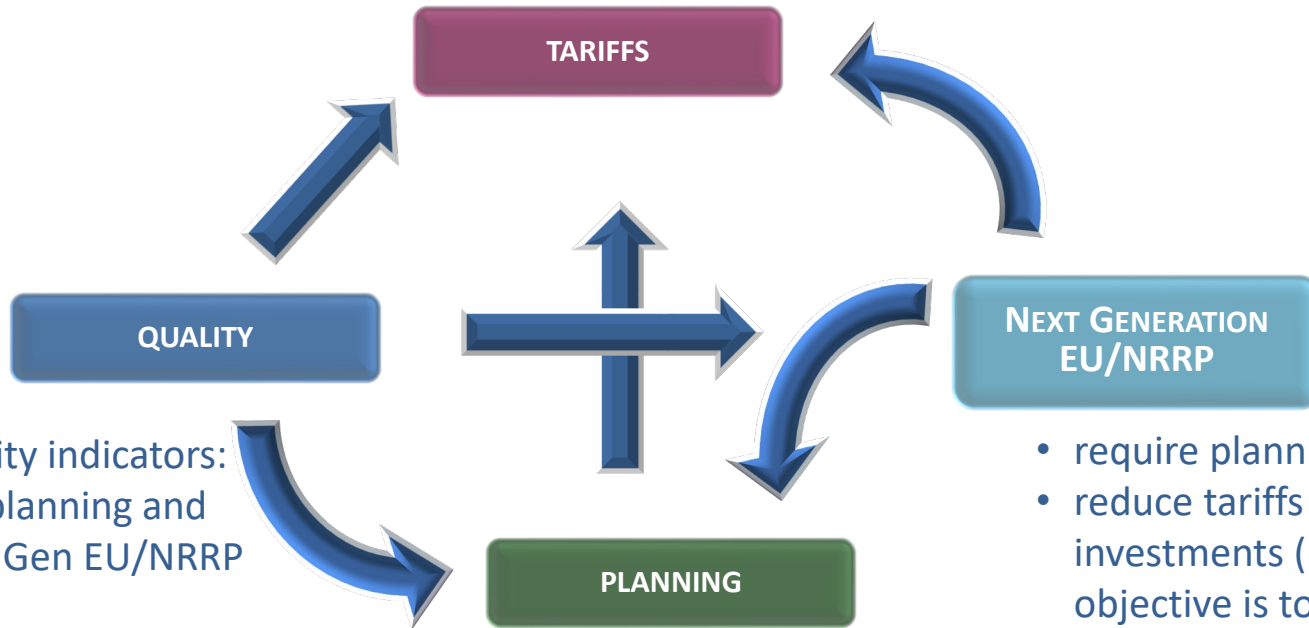 TARIFFS
QUALITY
NEXT GENERATION
EU/NRRP
ity indicators:
planning and
Gen EU/NRRP
• require plann
• reduce tariffs
investments (
objective is to
PLANNING